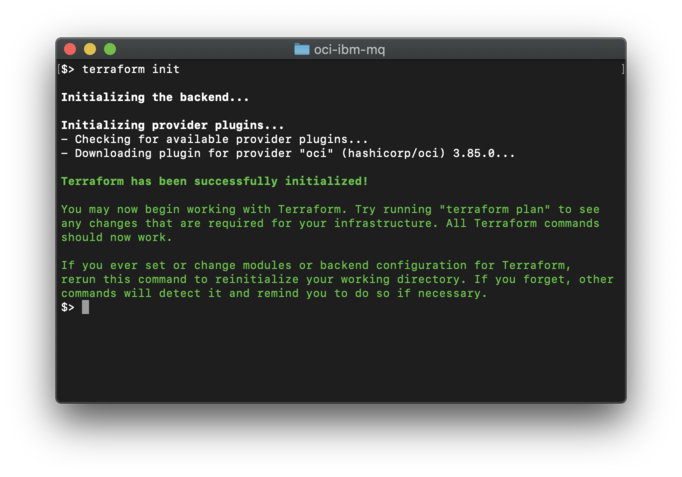 oci-ibm-mq
[$> terraform init ]
Initializing the backend...
Initializing provider plugins...
- Checking for available provider plugins...
- Downloading plugin for provider "oci" (hashicorp/oci) 3.85.0...
Terraform has been successfully initialized!
You may now begin working with Terraform. Try running "terraform plan" to see
any changes that are required for your infrastructure. All Terraform commands
should now work.
If you ever set or change modules or backend configuration for Terraform,
rerun this command to reinitialize your working directory. If you forget, other
commands will detect it and remind you to do so if necessary.
$>